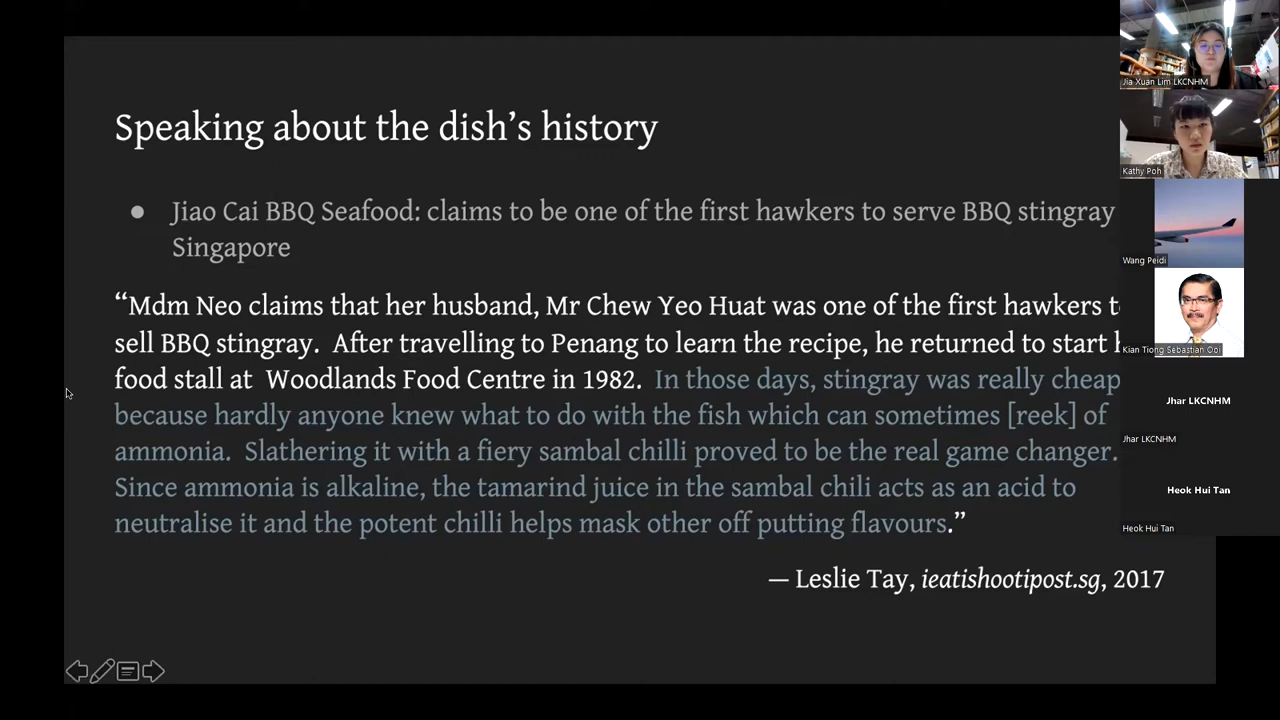 Speaking about the dish's history
● Jiao Cai BBQ Seafood: claims to be one of the first hawkers to serve BBQ stingray
Singapore
“Mdm Neo claims that her husband, Mr Chew Yeo Huat was one of the first hawkers
sell BBQ stingray.  After travelling to Penang to learn the recipe, he returned to start
food stall at  Woodlands Food Centre in 1982.  In those days, stingray was really cheap
because hardly anyone knew what to do with the fish which can sometimes [reek] of
ammonia.  Slathering it with a fiery sambal chilli proved to be the real game changer.
Since ammonia is alkaline, the tamarind juice in the sambal chili acts as an acid to
neutralise it and the potent chilli helps mask other off putting flavours.”
— Leslie Tay, ieatishootipost.sg, 2017
Jia Xuan Lim LKCNHM
Kathy Poh
Wang Peidi
Kian Tiong Sebastian Ooi
Jhar LKCNHM
Jhar LKCNHM
Heok Hui Tan
Heok Hui Tan